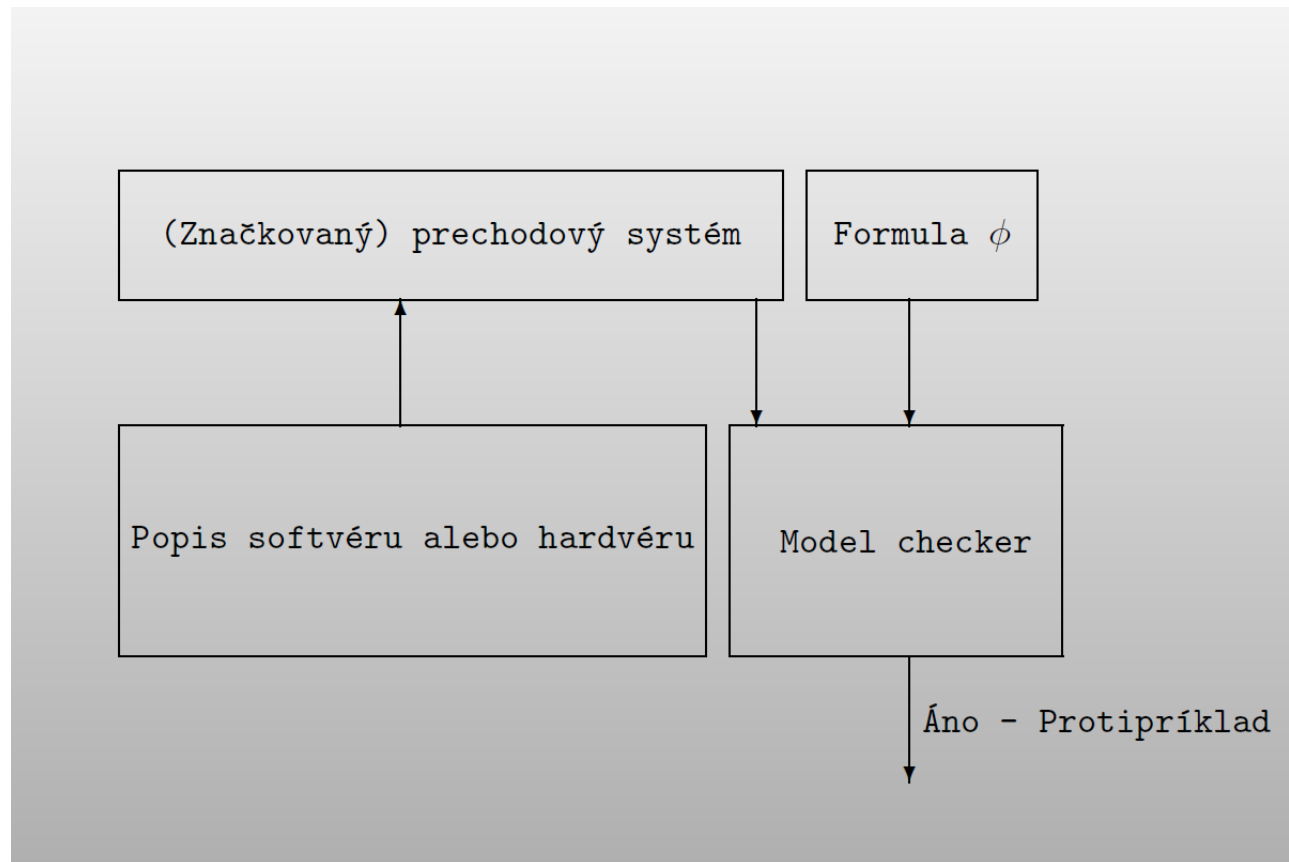 (Značkovaný) prechodový systém
Formula ϕ
Popis softvéru alebo hardvéru
Model checker
Áno - Protipríklad